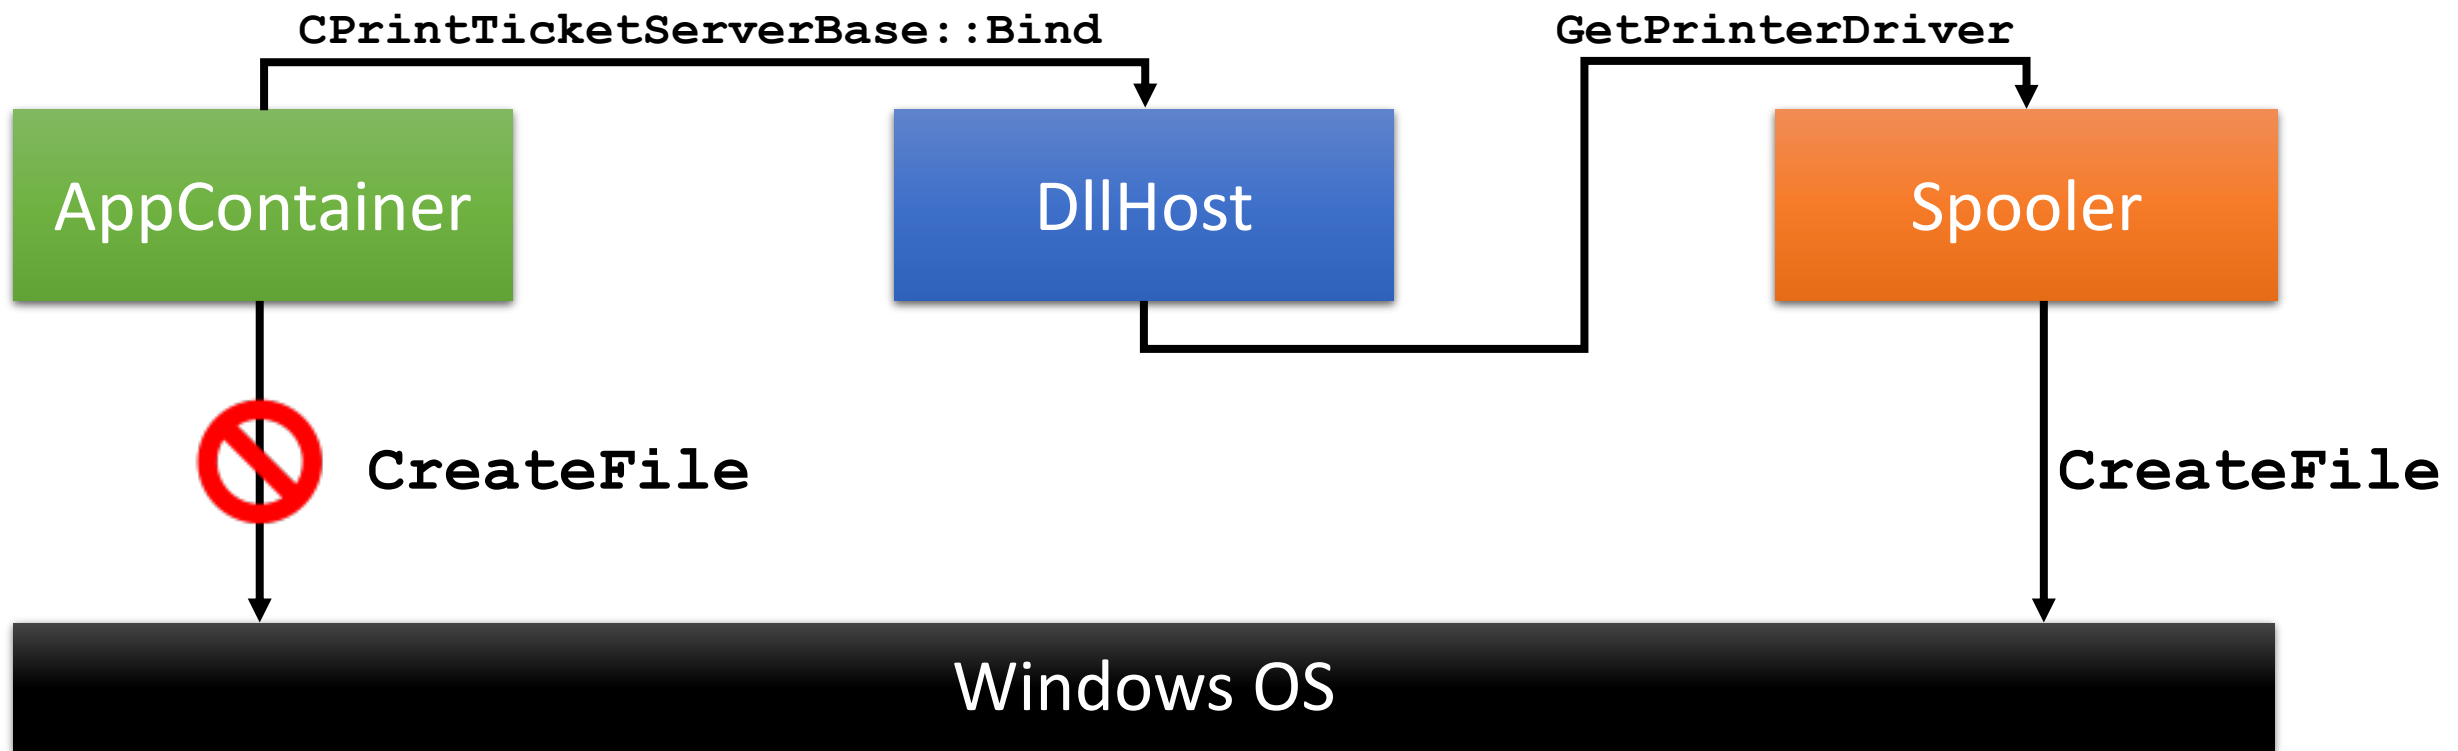 CPrintTicketServerBase::Bind
GetPrinterDriver
AppContainer
DllHost
Spooler
CreateFile
CreateFile
Windows OS